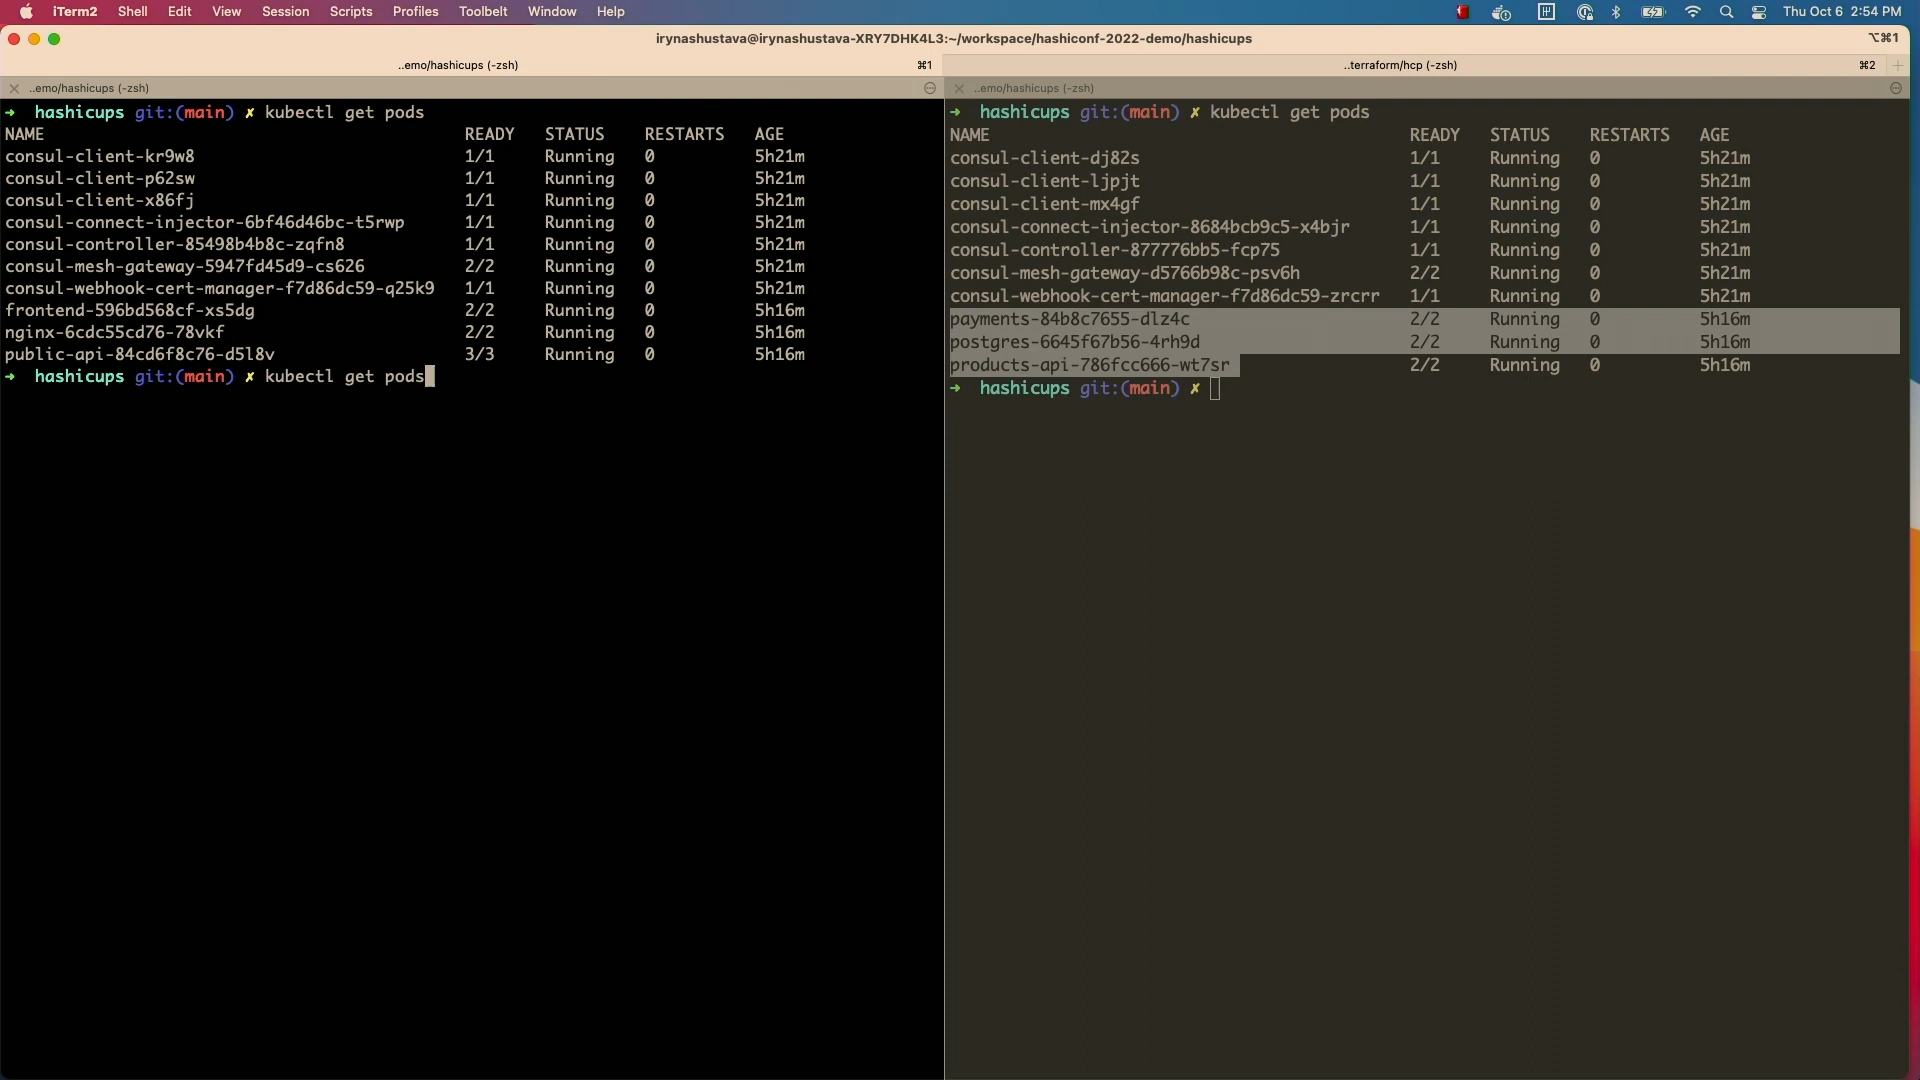 iTerm2 Shell Edit View Session Scripts Profiles Toolbelt Window Help Thu Oct 6 2:54 PM
irynashustava@irynashustava-XRY7DHK4L3:~/workspace/hashiconf-2022-demo/hashicups ⌥⌘1
..emo/hashicups (-zsh) ⌘1
..terraform/hcp (-zsh) ⌘2
..emo/hashicups (-zsh)
➜ hashicups git:(main) ✗ kubectl get pods
NAME READY STATUS RESTARTS AGE
consul-client-kr9w8 1/1 Running 0 5h21m
consul-client-p62sw 1/1 Running 0 5h21m
consul-client-x86fj 1/1 Running 0 5h21m
consul-connect-injector-6bf46d46bc-t5rwp 1/1 Running 0 5h21m
consul-controller-85498b4b8c-zqfn8 1/1 Running 0 5h21m
consul-mesh-gateway-5947fd45d9-cs626 2/2 Running 0 5h21m
consul-webhook-cert-manager-f7d86dc59-q25k9 1/1 Running 0 5h21m
frontend-596bd568cf-xs5dg 2/2 Running 0 5h16m
nginx-6cdc55cd76-78vkf 2/2 Running 0 5h16m
public-api-84cd6f8c76-d5l8v 3/3 Running 0 5h16m
➜ hashicups git:(main) ✗ kubectl get pods
..emo/hashicups (-zsh)
➜ hashicups git:(main) ✗ kubectl get pods
NAME READY STATUS RESTARTS AGE
consul-client-dj82s 1/1 Running 0 5h21m
consul-client-ljpjt 1/1 Running 0 5h21m
consul-client-mx4gf 1/1 Running 0 5h21m
consul-connect-injector-8684bcb9c5-x4bjr 1/1 Running 0 5h21m
consul-controller-877776bb5-fcp75 1/1 Running 0 5h21m
consul-mesh-gateway-d5766b98c-psv6h 2/2 Running 0 5h21m
consul-webhook-cert-manager-f7d86dc59-zrcrr 1/1 Running 0 5h21m
payments-84b8c7655-dlz4c 2/2 Running 0 5h16m
postgres-6645f67b56-4rh9d 2/2 Running 0 5h16m
products-api-786fcc666-wt7sr 2/2 Running 0 5h16m
➜ hashicups git:(main) ✗